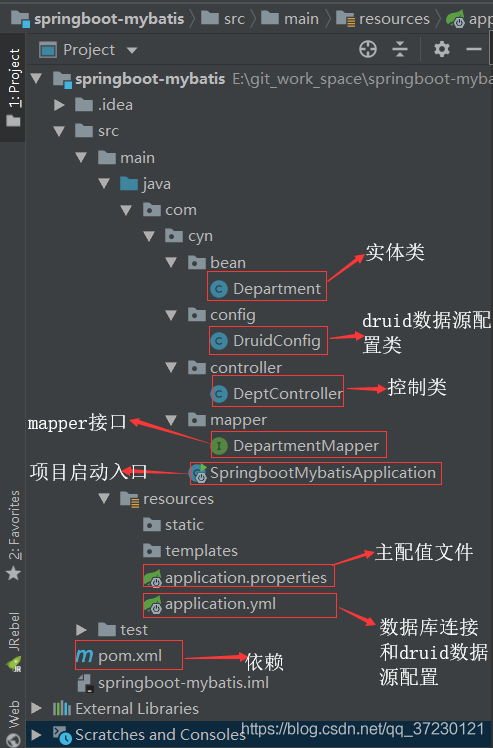 springboot-mybatis
src
main
resources
app
Project
1: Project
springboot-mybatis E:\git_work_space\springboot-myba
.idea
src
main
java
com
cyn
bean
实体类
Department
config
druid数据源配
置类
DruidConfig
controller
控制类
DeptController
mapper
mapper接口
DepartmentMapper
项目启动入口
SpringbootMybatisApplication
2: Favorites
resources
static
templates
主配值文件
application.properties
application.yml
数据库连接
和druid数据
源配置
JRebel
test
pom.xml
依赖
springboot-mybatis.iml
Web
External Libraries
Scratches and Consoles
https://blog.csdn.net/qq_37230121